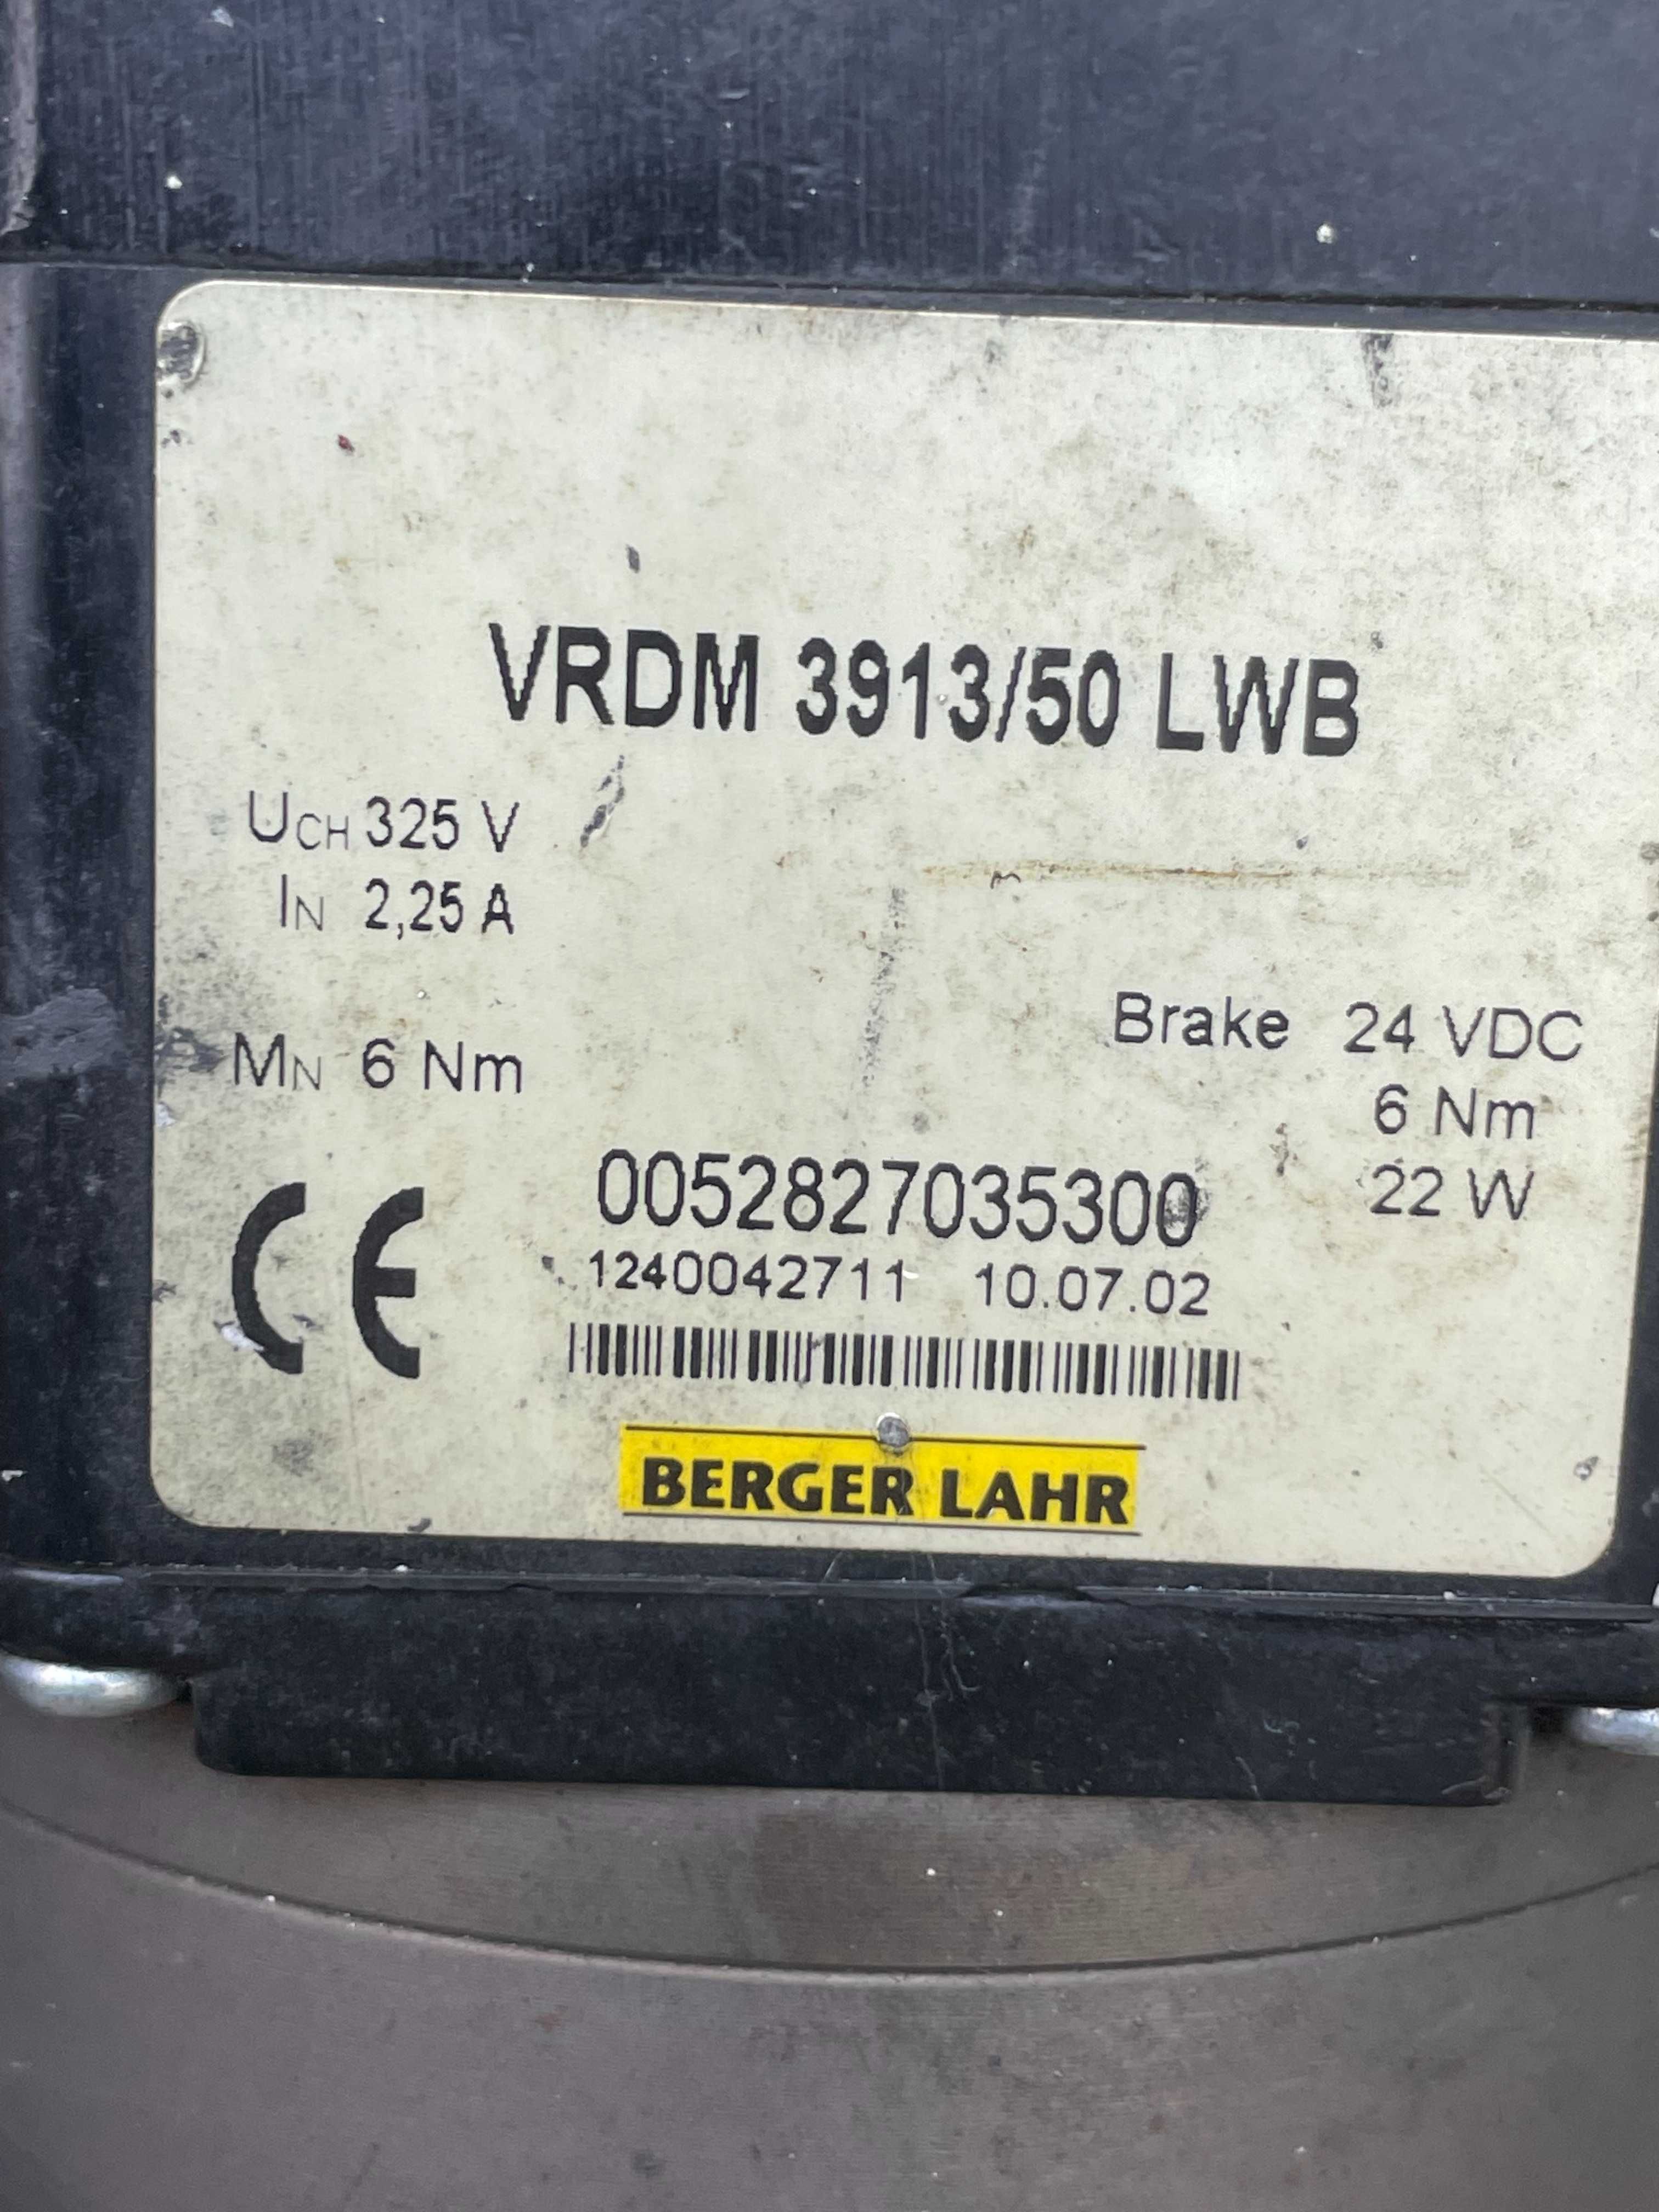 VRDM 3913/50 LWB
UCH 325 V
IN 2,25 A
MN 6 Nm
Brake 24 VDC
6 Nm
22 W
0052827035300
1240042711 10.07.02
CE
BERGER LAHR